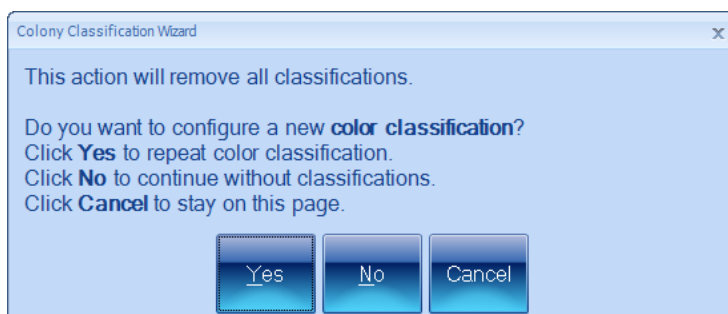 Colony Classification Wizard
x
This action will remove all classifications.
Do you want to configure a new color classification?
Click Yes to repeat color classification.
Click No to continue without classifications.
Click Cancel to stay on this page.
Yes No Cancel